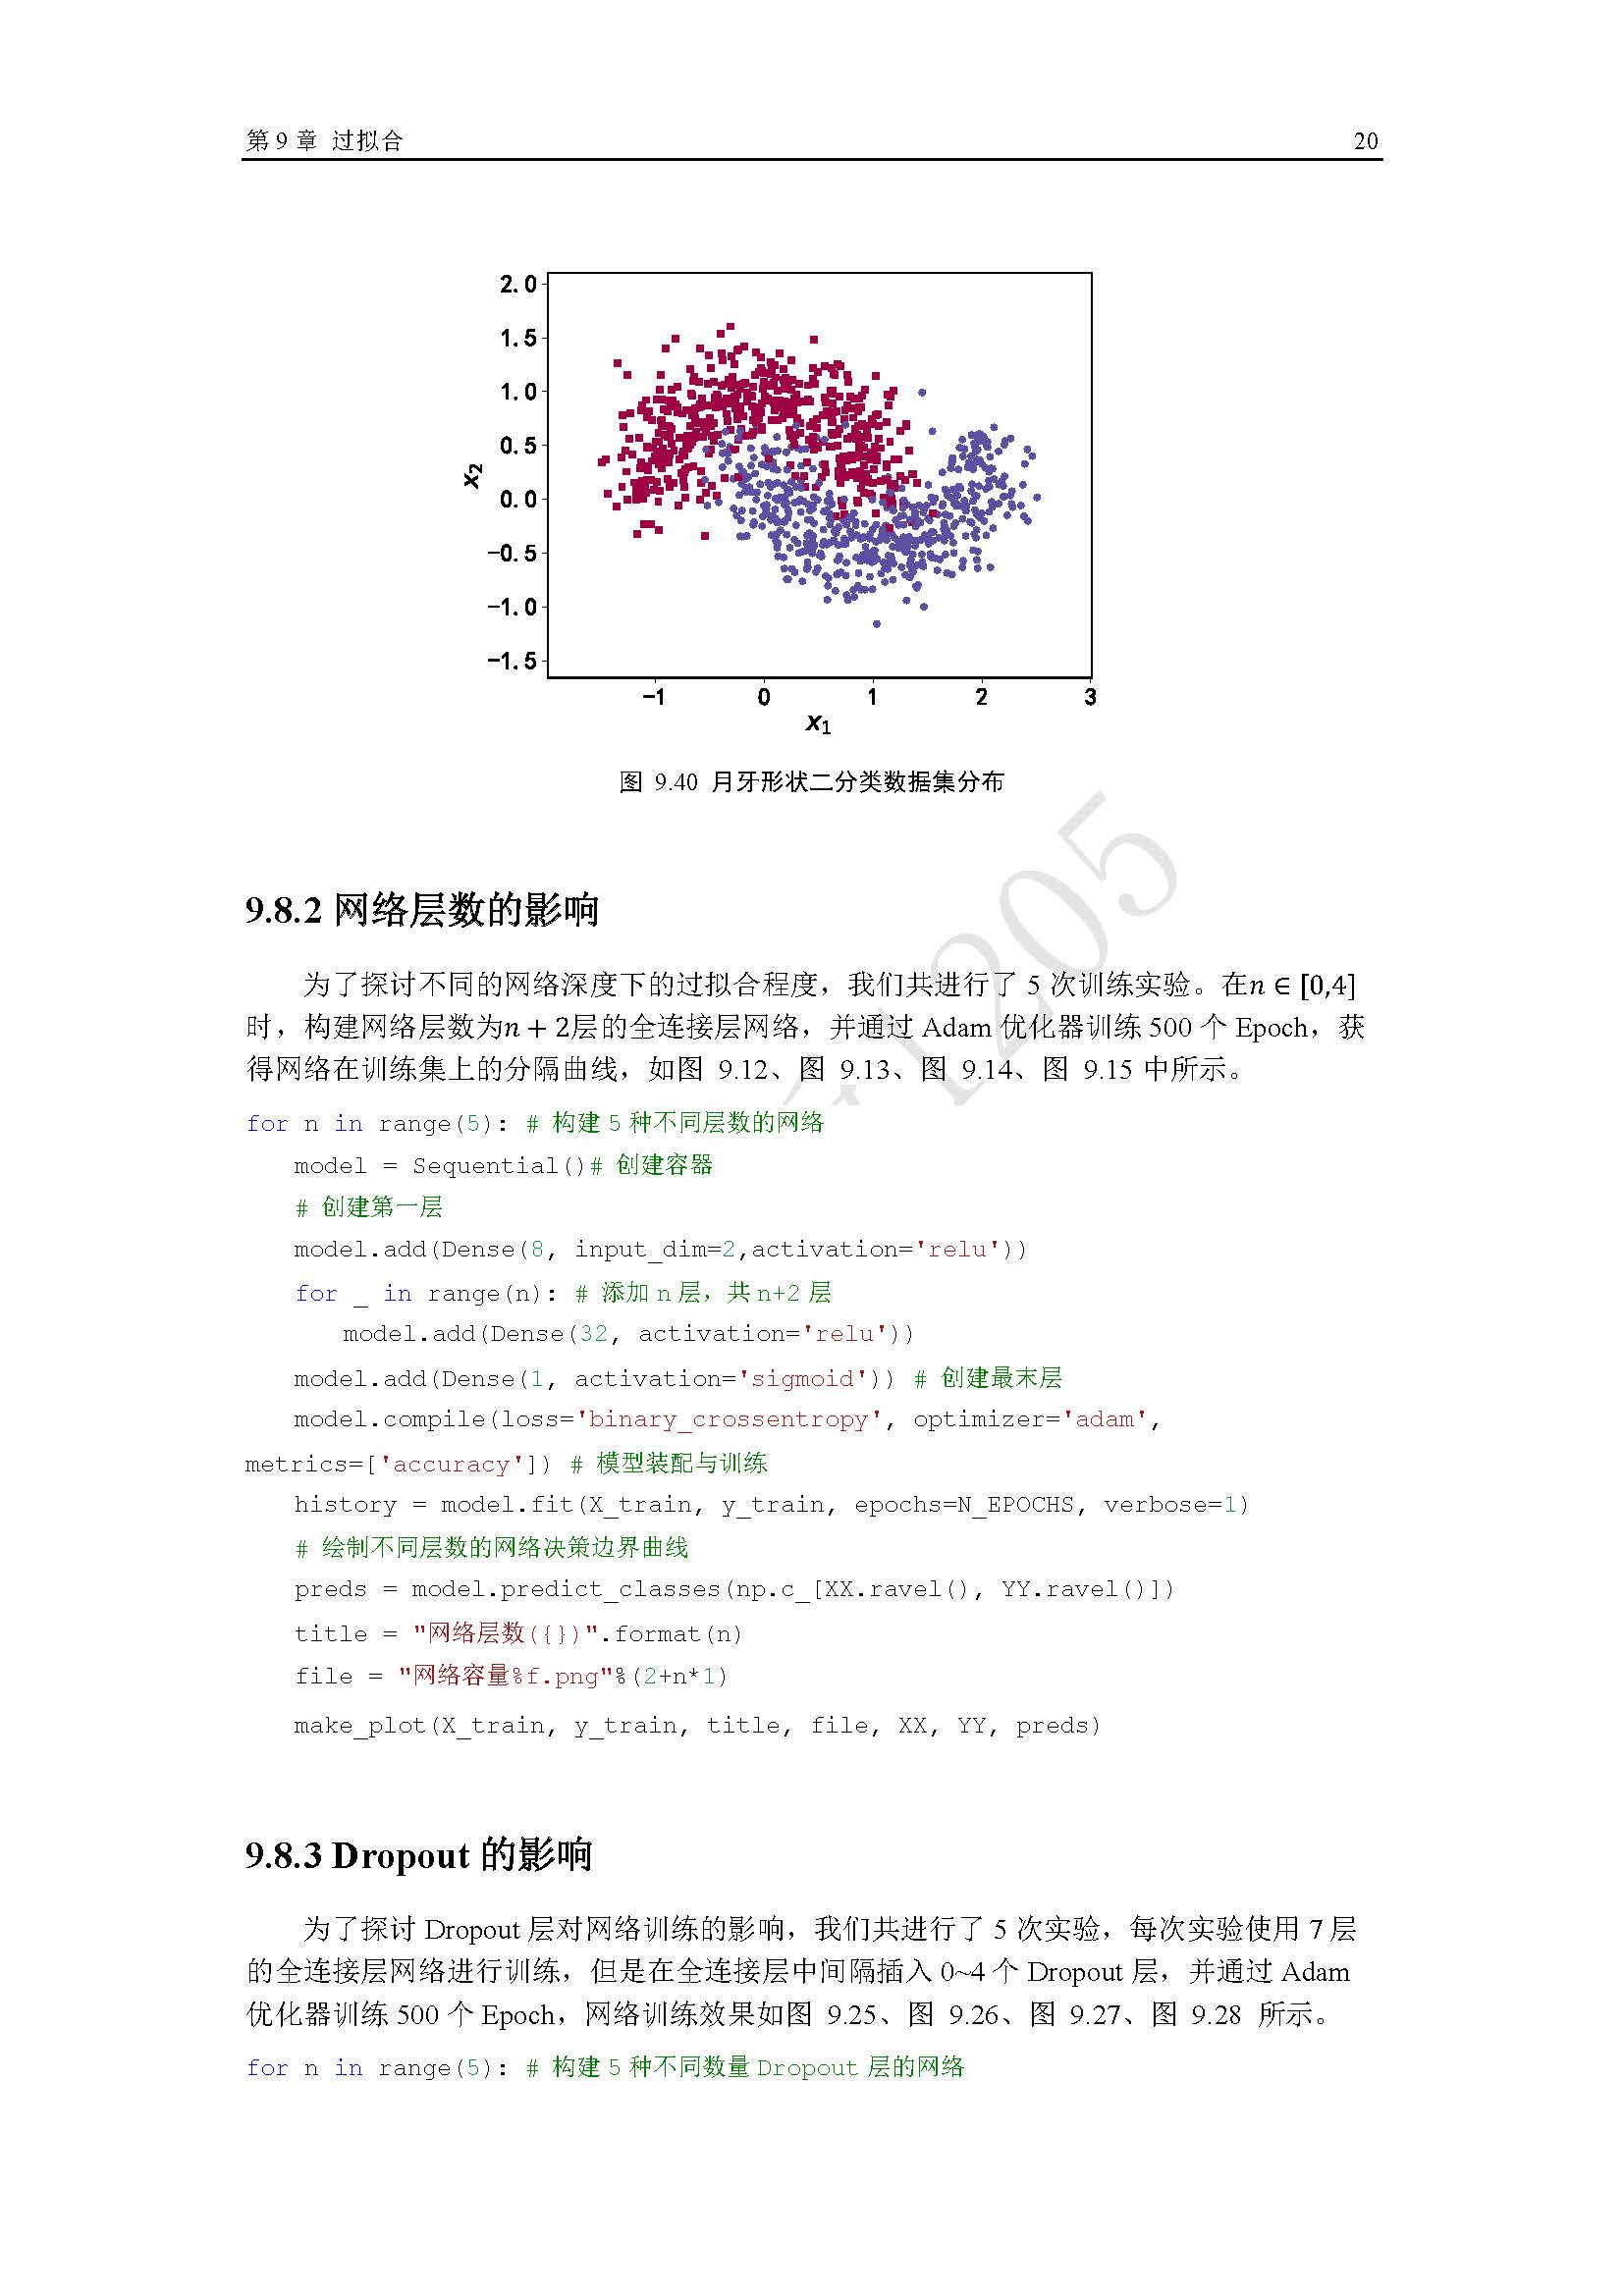 第 9 章 过拟合 20
2.0
1.5
1.0
0.5
0.0
−0.5
−1.0
−1.5
x2
−1 0 1 2 3
x1
图 9.40 月牙形状二分类数据集分布
9.8.2 网络层数的影响
为了探讨不同的网络深度下的过拟合程度，我们共进行了 5 次训练实验。在n ∈ [0,4]
时，构建网络层数为n + 2层的全连接层网络，并通过 Adam 优化器训练 500 个 Epoch，获
得网络在训练集上的分隔曲线，如图 9.12、图 9.13、图 9.14、图 9.15 中所示。
for n in range(5): # 构建 5 种不同层数的网络
model = Sequential()# 创建容器
# 创建第一层
model.add(Dense(8, input_dim=2,activation='relu'))
for _ in range(n): # 添加 n 层，共 n+2 层
model.add(Dense(32, activation='relu'))
model.add(Dense(1, activation='sigmoid')) # 创建最末层
model.compile(loss='binary_crossentropy', optimizer='adam',
metrics=['accuracy']) # 模型装配与训练
history = model.fit(X_train, y_train, epochs=N_EPOCHS, verbose=1)
# 绘制不同层数的网络决策边界曲线
preds = model.predict_classes(np.c_[XX.ravel(), YY.ravel()])
title = "网络层数({})".format(n)
file = "网络容量%f.png"%(2+n*1)
make_plot(X_train, y_train, title, file, XX, YY, preds)
9.8.3 Dropout 的影响
为了探讨 Dropout 层对网络训练的影响，我们共进行了 5 次实验，每次实验使用 7 层
的全连接层网络进行训练，但是在全连接层中间隔插入 0~4 个 Dropout 层，并通过 Adam
优化器训练 500 个 Epoch，网络训练效果如图 9.25、图 9.26、图 9.27、图 9.28 所示。
for n in range(5): # 构建 5 种不同数量 Dropout 层的网络
1205